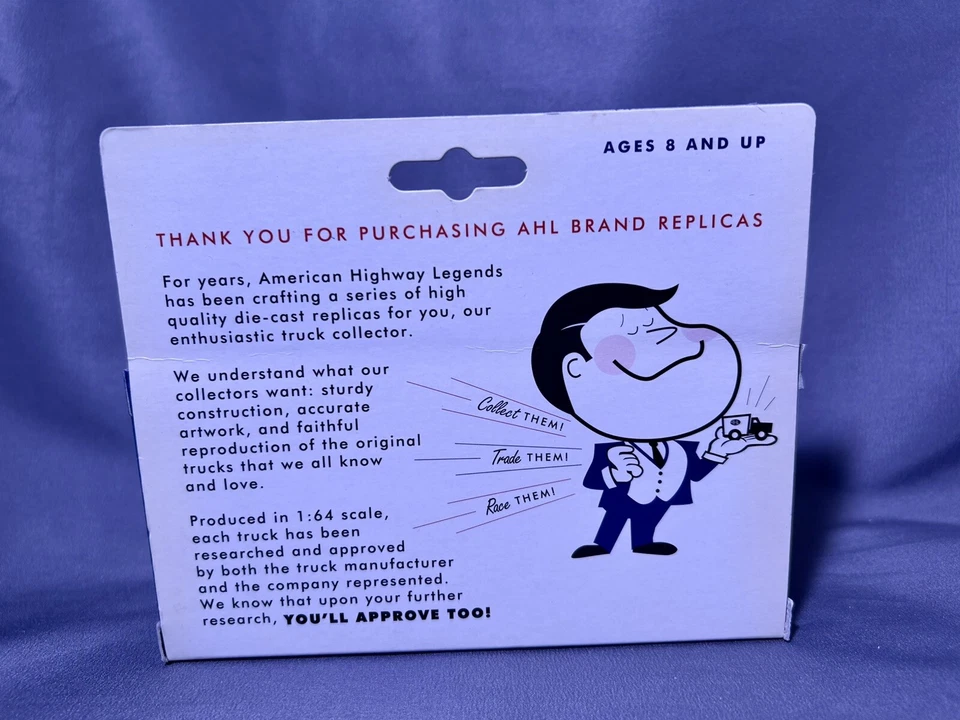 AGES 8 AND UP
THANK YOU FOR PURCHASING AHL BRAND REPLICAS
For years, American Highway Legends
has been crafting a series of high
quality die-cast replicas for you, our
enthusiastic truck collector.
We understand what our
collectors want: sturdy
construction, accurate
artwork, and faithful
reproduction of the original
trucks that we all know
and love.
Collect THEM!
Trade THEM!
Race THEM!
Produced in 1:64 scale,
each truck has been
researched and approved
by both the truck manufacturer
and the company represented.
We know that upon your further
research, YOU'LL APPROVE TOO!